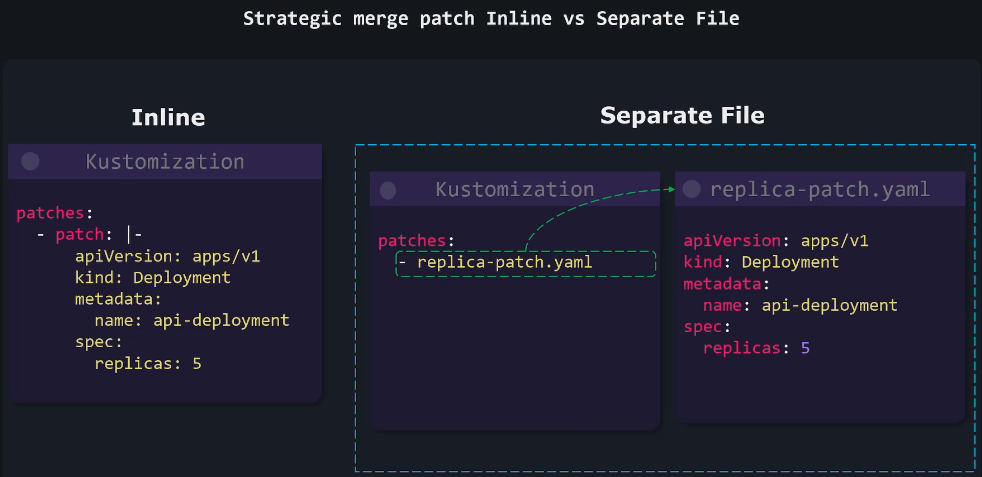 Strategic merge patch Inline vs Separate File
Inline
Kustomization
patches:
  - patch: |-
      apiVersion: apps/v1
      kind: Deployment
      metadata:
        name: api-deployment
      spec:
        replicas: 5
Separate File
Kustomization
patches:
  - replica-patch.yaml
replica-patch.yaml
apiVersion: apps/v1
kind: Deployment
metadata:
  name: api-deployment
spec:
  replicas: 5